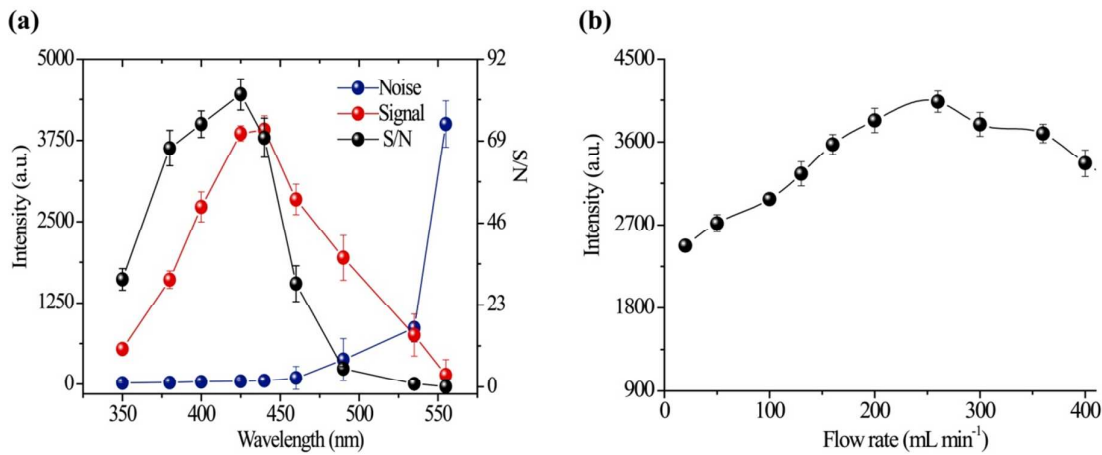 (a)
5000
3750
2500
1250
0
Intensity (a.u.)
350 400 450 500 550
Wavelength (nm)
92
69
46
23
0
S/N
Noise
Signal
S/N
(b)
4500
3600
2700
1800
900
Intensity (a.u.)
0 100 200 300 400
Flow rate (mL min⁻¹)